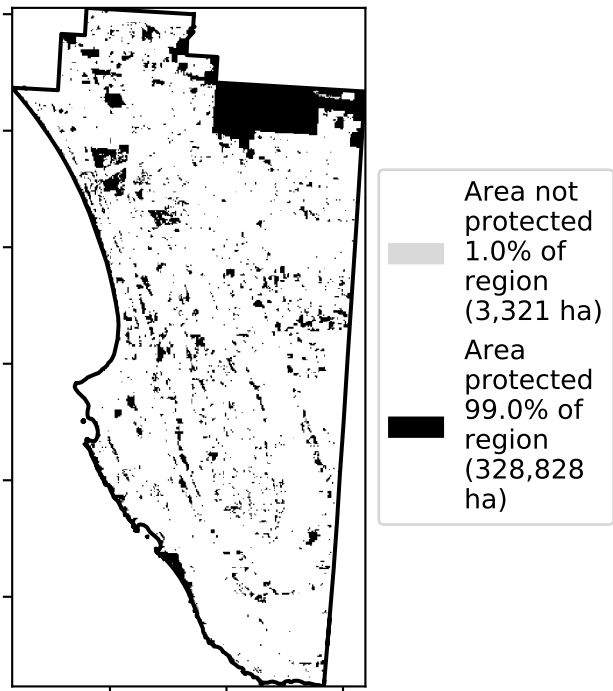 Area not
protected
1.0% of
region
(3,321 ha)
Area
protected
99.0% of
region
(328,828
ha)